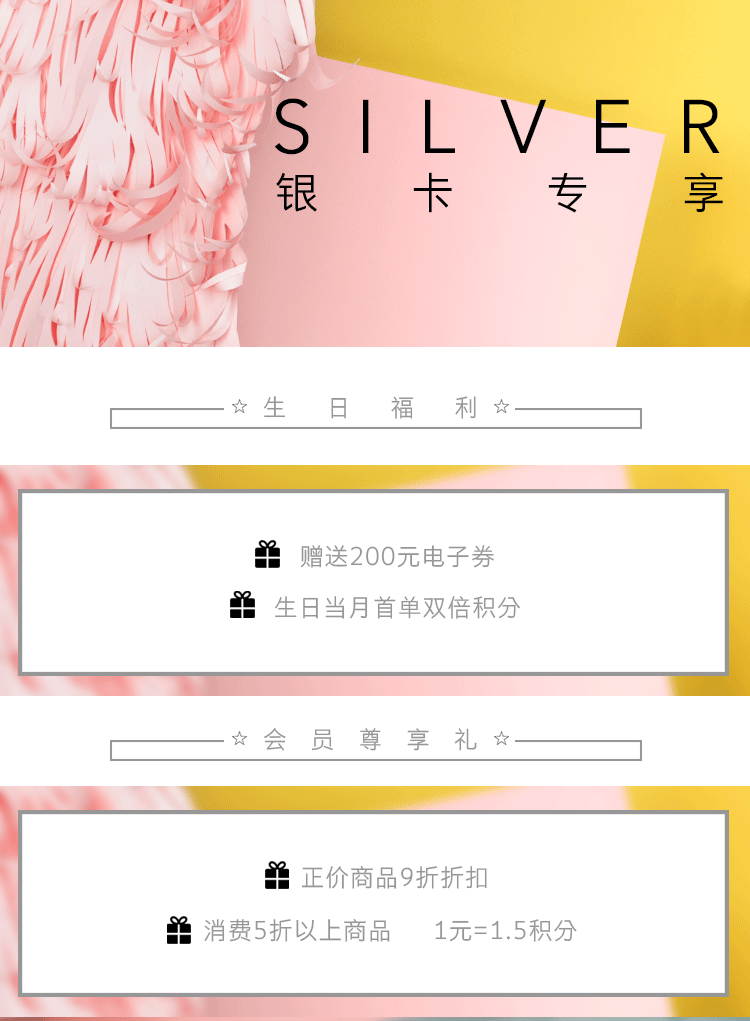 SILVER
银卡专享
☆生日福利☆
赠送200元电子券
生日当月首单双倍积分
☆会员尊享礼☆
正价商品9折折扣
消费5折以上商品 1元=1.5积分